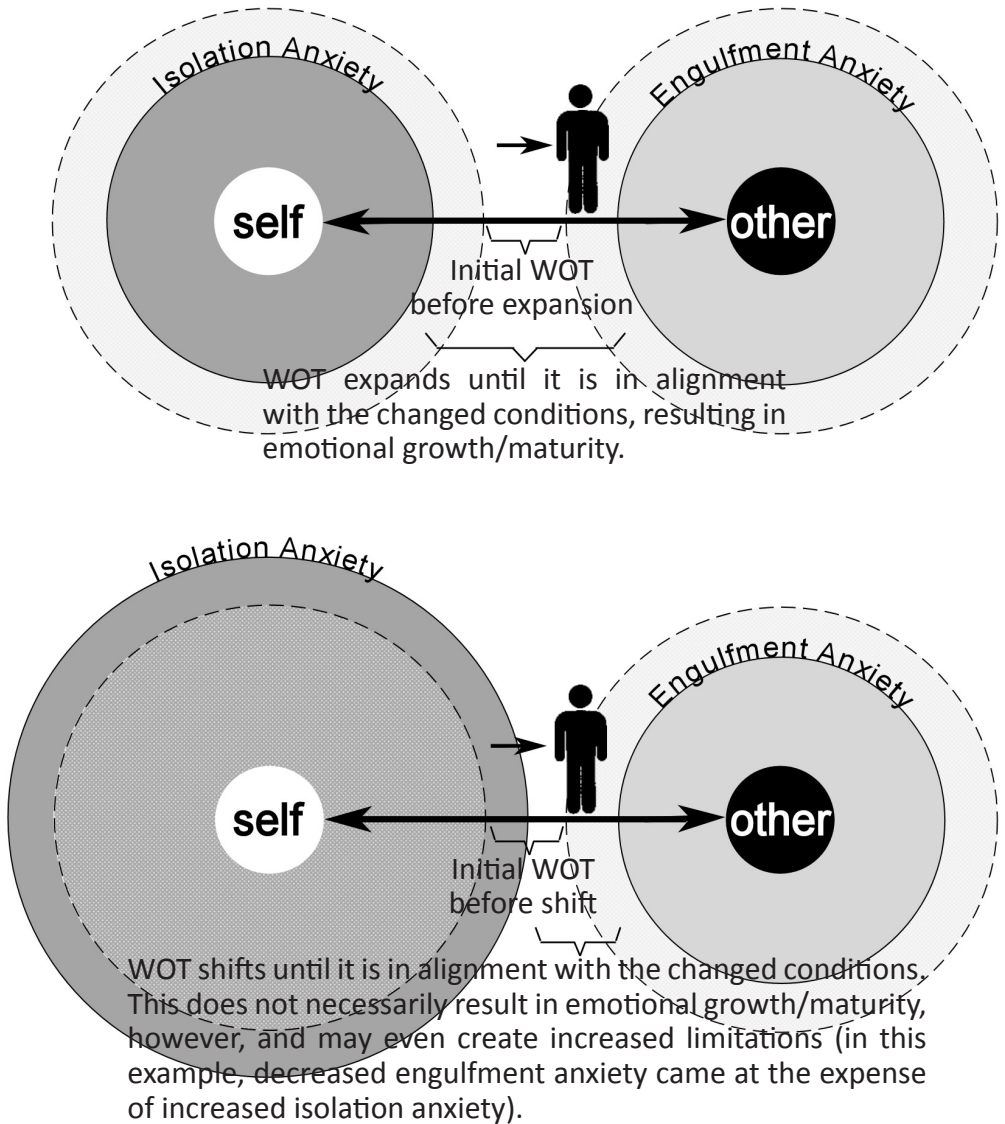 Isolation Anxiety
Engulfment Anxiety
self
other
Initial WOT
before expansion
WOT expands until it is in alignment
with the changed conditions, resulting in
emotional growth/maturity.
Isolation Anxiety
Engulfment Anxiety
self
other
Initial WOT
before shift
WOT shifts until it is in alignment with the changed conditions.
This does not necessarily result in emotional growth/maturity,
however, and may even create increased limitations (in this
example, decreased engulfment anxiety came at the expense
of increased isolation anxiety).